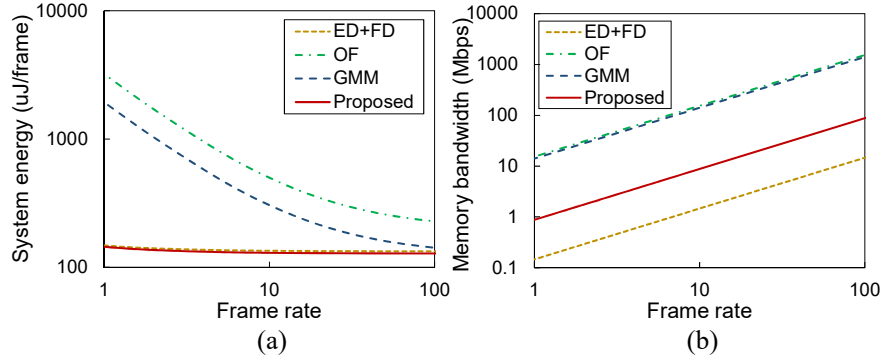 System energy (uJ/frame)
10000
1000
100
ED+FD
OF
GMM
Proposed
1
10
100
Frame rate
(a)
Memory bandwidth (Mbps)
10000
1000
100
10
1
0.1
ED+FD
OF
GMM
Proposed
1
10
100
Frame rate
(b)